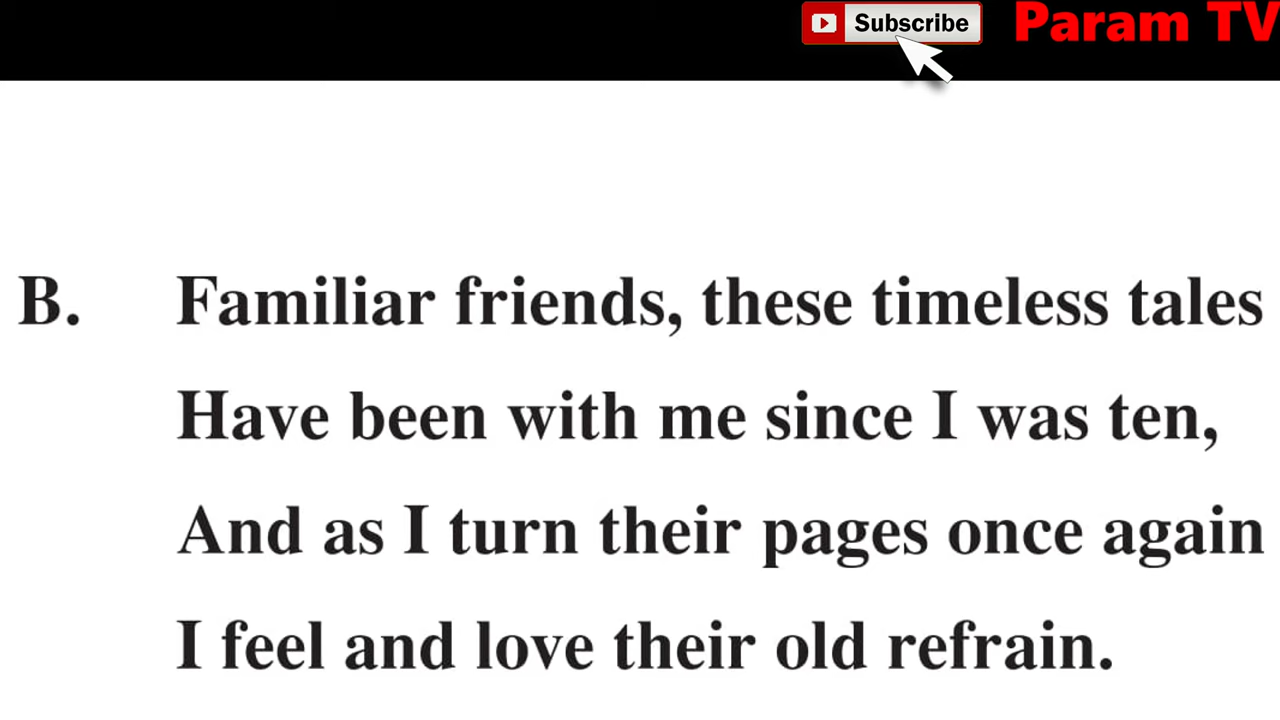 Subscribe Param TV
B. Familiar friends, these timeless tales
Have been with me since I was ten,
And as I turn their pages once again
I feel and love their old refrain.